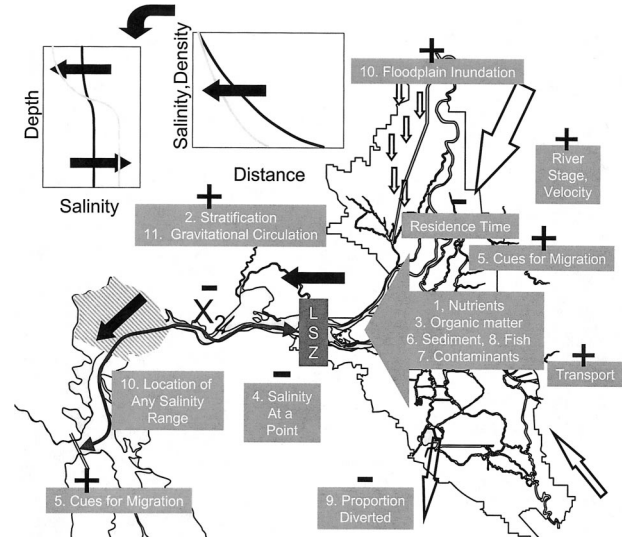 Depth
Salinity
Salinity,Density
Distance
+
10. Floodplain Inundation
+
River
Stage,
Velocity
+
2. Stratification
11. Gravitational Circulation
-
Residence Time
+
5. Cues for Migration
-
X2
L
S
Z
1, Nutrients
3. Organic matter
6. Sediment, 8. Fish
7. Contaminants
+
Transport
10. Location of
Any Salinity
Range
-
4. Salinity
At a
Point
+
5. Cues for Migration
-
9. Proportion
Diverted